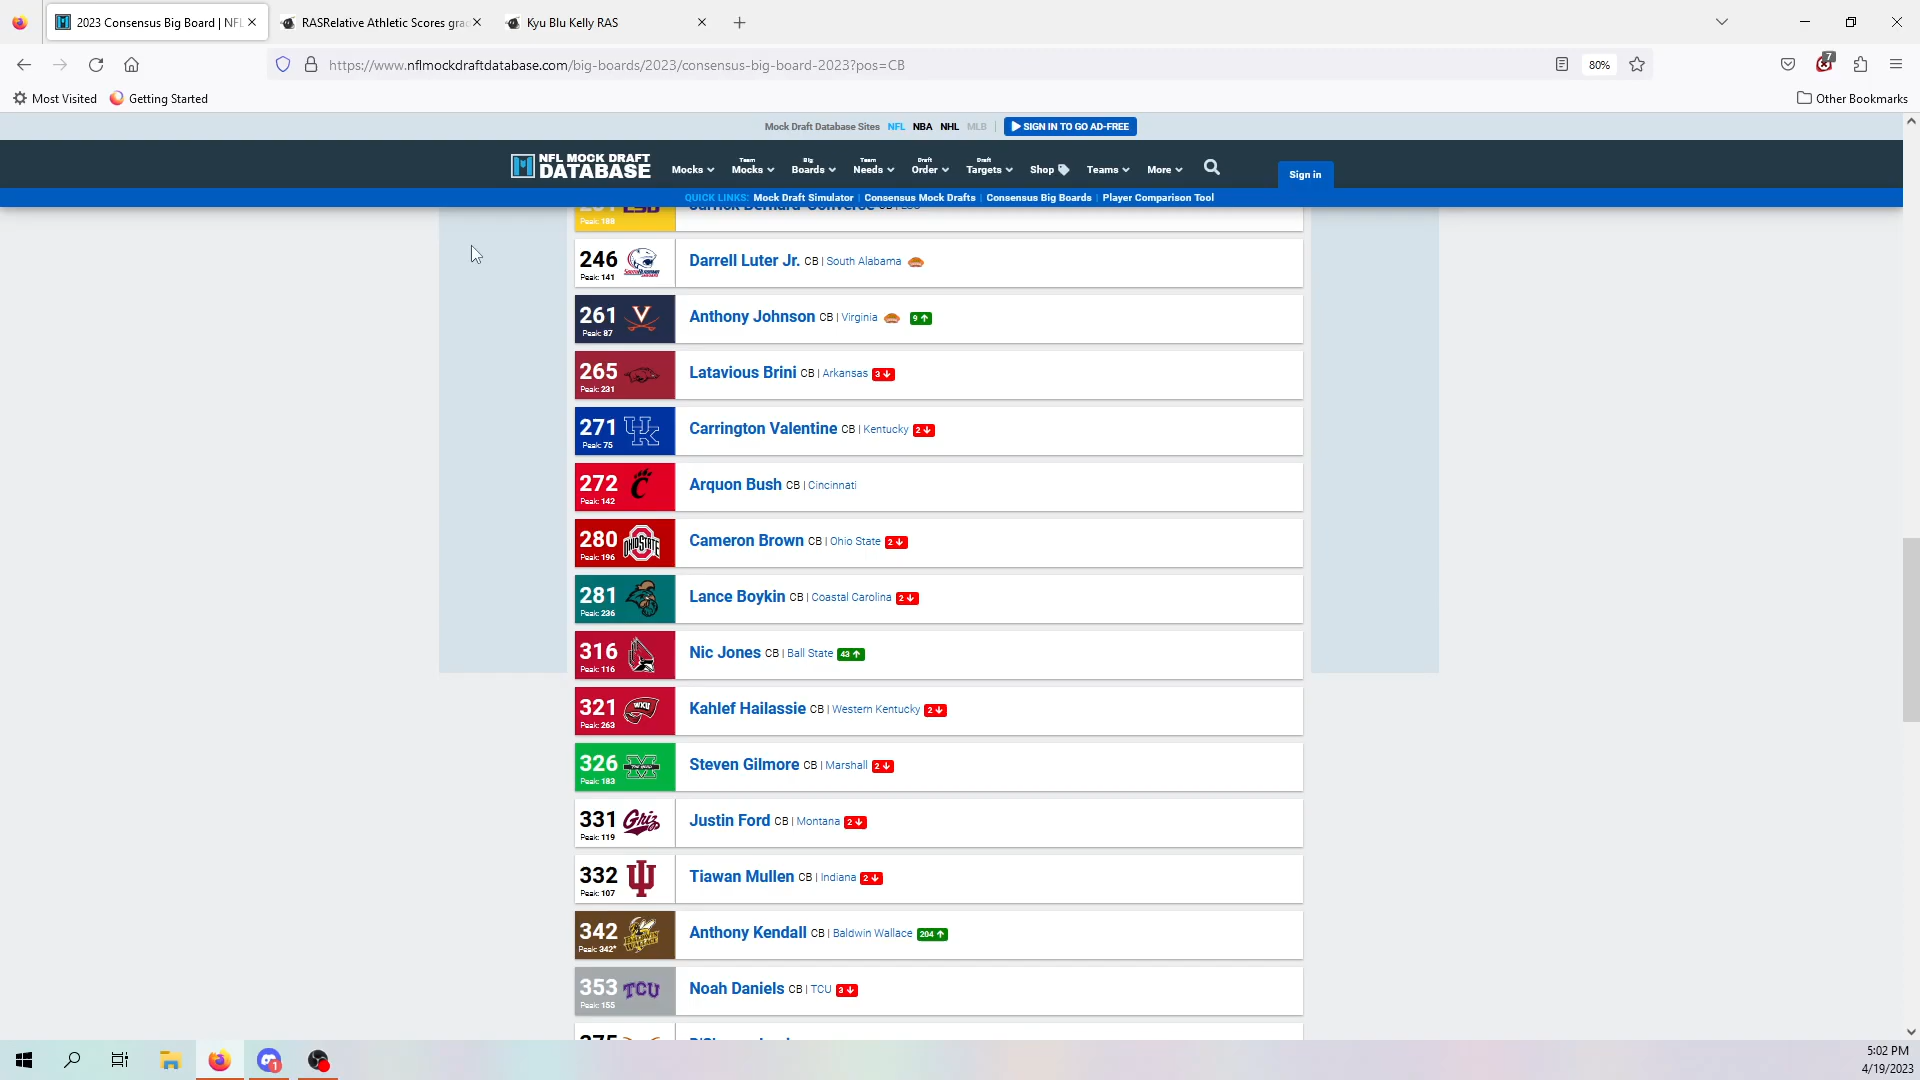 2023 Consensus Big Board | NFL
RASRelative Athletic Scores grad
Kyu Blu Kelly RAS
https://www.nflmockdraftdatabase.com/big-boards/2023/consensus-big-board-2023?pos=CB
80%
7
Most Visited
Getting Started
Other Bookmarks
Mock Draft Database Sites NFL NBA NHL MLB | SIGN IN TO GO AD-FREE
NFL MOCK DRAFT
DATABASE
Mocks
Team
Mocks
Big
Boards
Team
Needs
Draft
Order
Draft
Targets
Shop
Teams
More
Sign in
QUICK LINKS: Mock Draft Simulator | Consensus Mock Drafts | Consensus Big Boards | Player Comparison Tool
Peak: 188
246 Darrell Luter Jr. CB | South Alabama
Peak: 141
261 Anthony Johnson CB | Virginia 9
Peak: 87
265 Latavious Brini CB | Arkansas 3
Peak: 231
271 Carrington Valentine CB | Kentucky 2
Peak: 75
272 Arquon Bush CB | Cincinnati
Peak: 142
280 OHIO STATE Cameron Brown CB | Ohio State 2
Peak: 196
281 Lance Boykin CB | Coastal Carolina 2
Peak: 236
316 Nic Jones CB | Ball State 43
Peak: 116
321 WKU Kahlef Hailassie CB | Western Kentucky 2
Peak: 263
326 Steven Gilmore CB | Marshall 2
Peak: 183
331 Griz Justin Ford CB | Montana 2
Peak: 119
332 Tiawan Mullen CB | Indiana 2
Peak: 107
342 Anthony Kendall CB | Baldwin Wallace 204
Peak: 342*
353 TCU Noah Daniels CB | TCU 3
Peak: 155
1
5:02 PM
4/19/2023